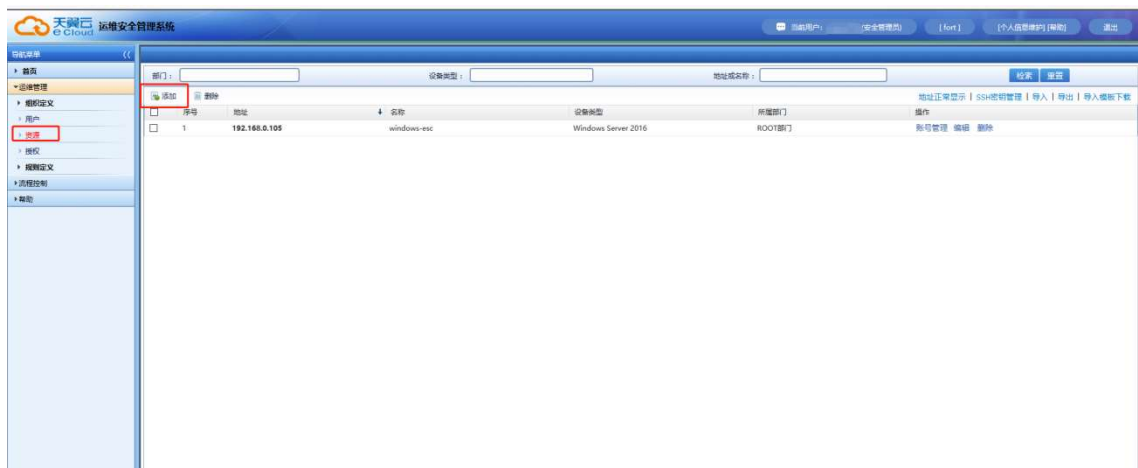 天翼云 e Cloud 运维安全管理系统 当前用户: (安全管理员) [ fort ] [个人信息维护] [帮助] 退出
导航菜单
首页
运维管理
组织定义
用户
资源
授权
规则定义
流程控制
帮助
部门: 设备类型: 地址或名称: 检索 重置
添加 删除 地址正常显示 | SSH密钥管理 | 导入 | 导出 | 导入模板下载
序号 地址 名称 设备类型 所属部门 操作
1 192.168.0.105 windows-esc Windows Server 2016 ROOT部门 账号管理 编辑 删除